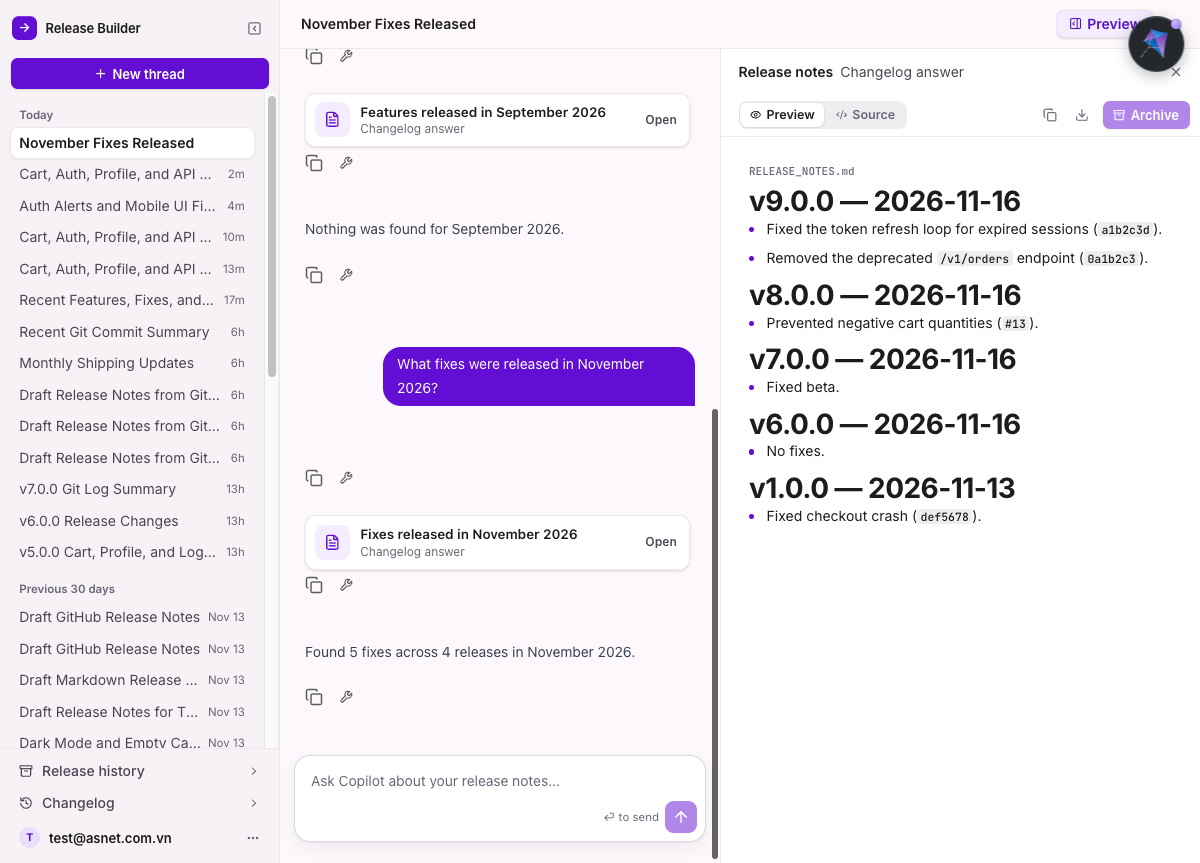 Release Builder
+ New thread
Today
November Fixes Released
Cart, Auth, Profile, and API ... 2m
Auth Alerts and Mobile UI Fi... 4m
Cart, Auth, Profile, and API ... 10m
Cart, Auth, Profile, and API ... 13m
Recent Features, Fixes, and... 17m
Recent Git Commit Summary 6h
Monthly Shipping Updates 6h
Draft Release Notes from Git... 6h
Draft Release Notes from Git... 6h
Draft Release Notes from Git... 6h
v7.0.0 Git Log Summary 13h
v6.0.0 Release Changes 13h
v5.0.0 Cart, Profile, and Log... 13h
Previous 30 days
Draft GitHub Release Notes Nov 13
Draft GitHub Release Notes Nov 13
Draft Markdown Release ... Nov 13
Draft Release Notes for T... Nov 13
Dark Mode and Empty Ca... Nov 13
Release history
Changelog
T test@asnet.com.vn
November Fixes Released
Preview
Features released in September 2026
Changelog answer
Open
Nothing was found for September 2026.
What fixes were released in November
2026?
Fixes released in November 2026
Changelog answer
Open
Found 5 fixes across 4 releases in November 2026.
Ask Copilot about your release notes...
↵ to send
Release notes Changelog answer
Preview
Source
Archive
RELEASE_NOTES.md
v9.0.0 — 2026-11-16
• Fixed the token refresh loop for expired sessions (a1b2c3d).
• Removed the deprecated /v1/orders endpoint (0a1b2c3).
v8.0.0 — 2026-11-16
• Prevented negative cart quantities (#13).
v7.0.0 — 2026-11-16
• Fixed beta.
v6.0.0 — 2026-11-16
• No fixes.
v1.0.0 — 2026-11-13
• Fixed checkout crash (def5678).